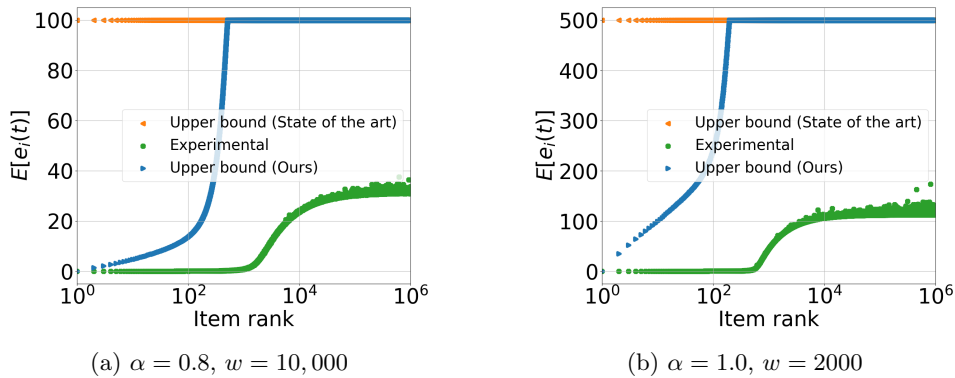 100
80
60
40
20
0
E[e_i(t)]
Upper bound (State of the art)
Experimental
Upper bound (Ours)
10^0 10^2 10^4 10^6
Item rank
(a) α = 0.8, w = 10,000
500
400
300
200
100
0
E[e_i(t)]
Upper bound (State of the art)
Experimental
Upper bound (Ours)
10^0 10^2 10^4 10^6
Item rank
(b) α = 1.0, w = 2000